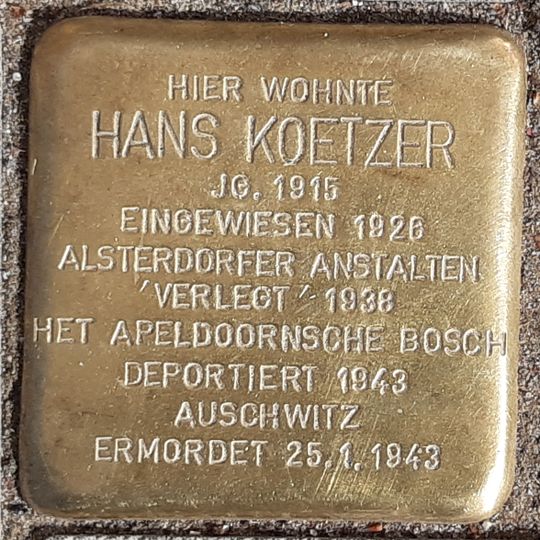 HIER WOHNTE
HANS KOETZER
JG. 1915
EINGEWIESEN 1926
ALSTERDORFER ANSTALTEN
'VERLEGT' 1938
HET APELDOORNSCHE BOSCH
DEPORTIERT 1943
AUSCHWITZ
ERMORDET 25.1.1943